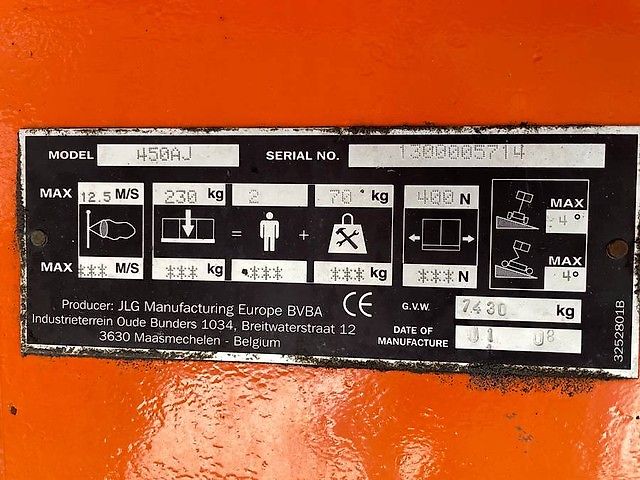 MODEL 450AJ SERIAL NO. 1300005714
MAX 12.5 M/S 230 kg 2 70 kg 400 N
= + MAX 4°
MAX *** M/S *** kg *** *** kg *** N MAX 4°
Producer: JLG Manufacturing Europe BVBA CE G.V.W. 7430 kg
Industrieterrein Oude Bunders 1034, Breitwaterstraat 12
3630 Maasmechelen - Belgium
DATE OF
MANUFACTURE 01 08
3252801B